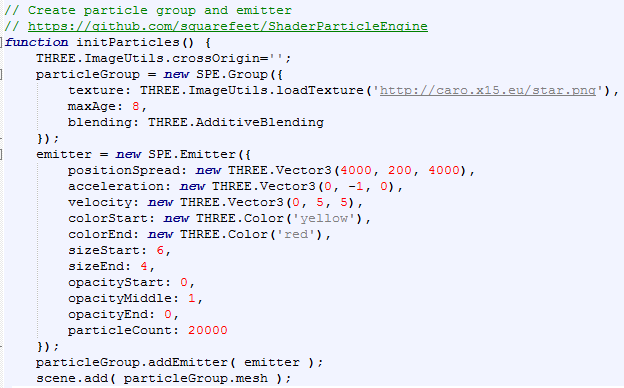 // Create particle group and emitter
// https://github.com/squarefeet/ShaderParticleEngine
function initParticles() {
THREE.ImageUtils.crossOrigin='';
particleGroup = new SPE.Group({
texture: THREE.ImageUtils.loadTexture('http://caro.x15.eu/star.png'),
maxAge: 8,
blending: THREE.AdditiveBlending
});
emitter = new SPE.Emitter({
positionSpread: new THREE.Vector3(4000, 200, 4000),
acceleration: new THREE.Vector3(0, -1, 0),
velocity: new THREE.Vector3(0, 5, 5),
colorStart: new THREE.Color('yellow'),
colorEnd: new THREE.Color('red'),
sizeStart: 6,
sizeEnd: 4,
opacityStart: 0,
opacityMiddle: 1,
opacityEnd: 0,
particleCount: 20000
});
particleGroup.addEmitter( emitter );
scene.add( particleGroup.mesh );